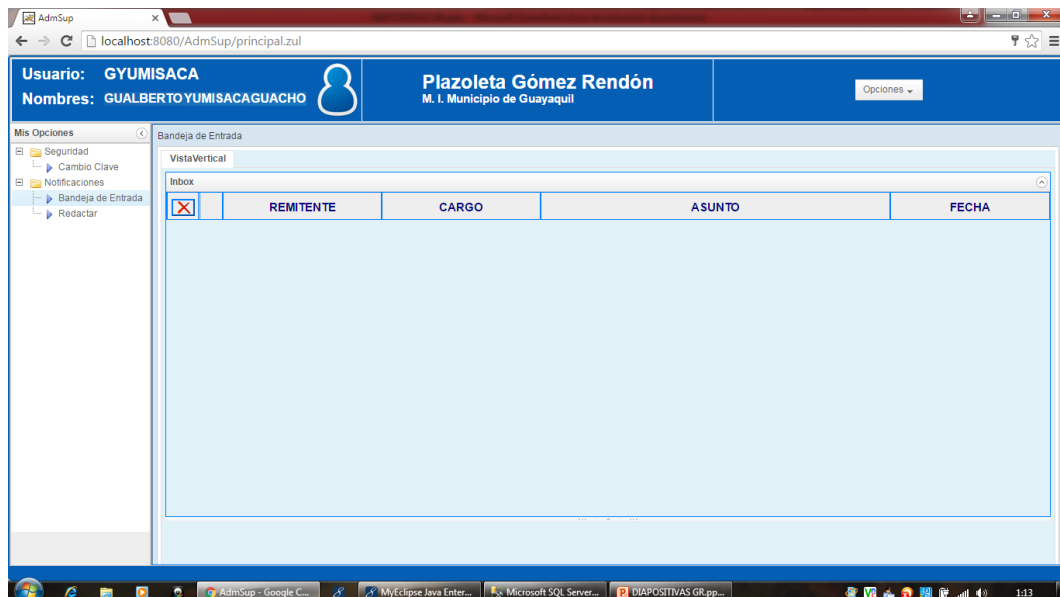 AdmSup
localhost:8080/AdmSup/principal.zul
Usuario: GYUMISACA
Nombres: GUALBERTO YUMISACA GUACHO
Plazoleta Gómez Rendón
M. I. Municipio de Guayaquil
Opciones
Mis Opciones
Seguridad
Cambio Clave
Notificaciones
Bandeja de Entrada
Redactar
Bandeja de Entrada
VistaVertical
Inbox
REMITENTE CARGO ASUNTO FECHA
AdmSup - Google C... MyEclipse Java Enter... Microsoft SQL Server... DIAPOSITIVAS GR.pp... 1:13